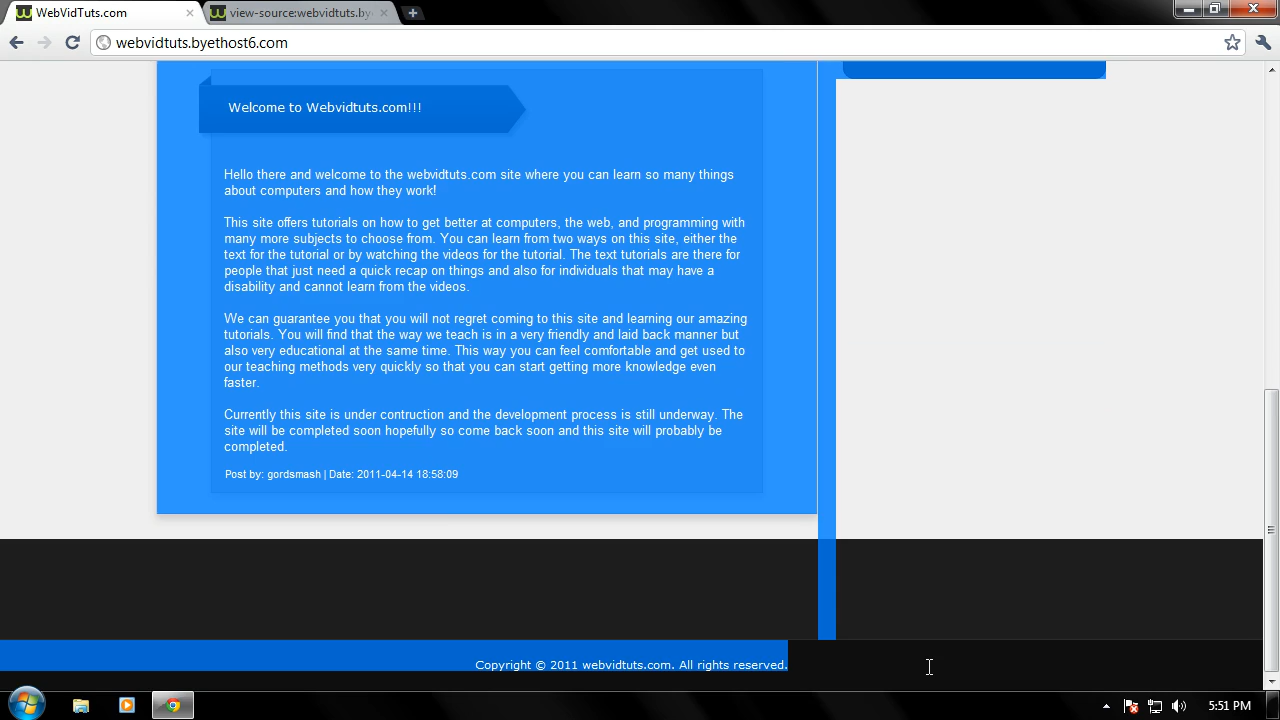 WebVidTuts.com
view-source:webvidtuts.by
webvidtuts.byethost6.com
Welcome to Webvidtuts.com!!!
Hello there and welcome to the webvidtuts.com site where you can learn so many things
about computers and how they work!
This site offers tutorials on how to get better at computers, the web, and programming with
many more subjects to choose from. You can learn from two ways on this site, either the
text for the tutorial or by watching the videos for the tutorial. The text tutorials are there for
people that just need a quick recap on things and also for individuals that may have a
disability and cannot learn from the videos.
We can guarantee you that you will not regret coming to this site and learning our amazing
tutorials. You will find that the way we teach is in a very friendly and laid back manner but
also very educational at the same time. This way you can feel comfortable and get used to
our teaching methods very quickly so that you can start getting more knowledge even
faster.
Currently this site is under contruction and the development process is still underway. The
site will be completed soon hopefully so come back soon and this site will probably be
completed.
Post by: gordsmash | Date: 2011-04-14 18:58:09
Copyright © 2011 webvidtuts.com. All rights reserved.
5:51 PM